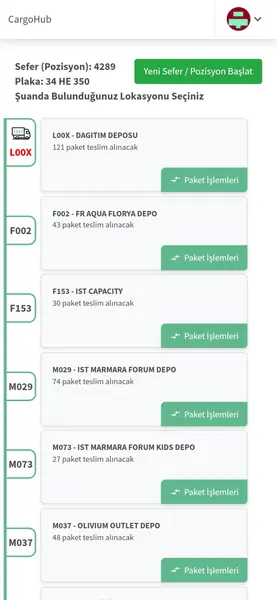 CargoHub
Sefer (Pozisyon): 4289
Plaka: 34 HE 350
Yeni Sefer / Pozisyon Başlat
Şuanda Bulunduğunuz Lokasyonu Seçiniz
L00X
L00X - DAGITIM DEPOSU
121 paket teslim alınacak
Paket İşlemleri
F002
F002 - FR AQUA FLORYA DEPO
43 paket teslim alınacak
Paket İşlemleri
F153
F153 - IST CAPACITY
30 paket teslim alınacak
Paket İşlemleri
M029
M029 - IST MARMARA FORUM DEPO
74 paket teslim alınacak
Paket İşlemleri
M073
M073 - IST MARMARA FORUM KIDS DEPO
27 paket teslim alınacak
Paket İşlemleri
M037
M037 - OLIVIUM OUTLET DEPO
48 paket teslim alınacak
Paket İşlemleri